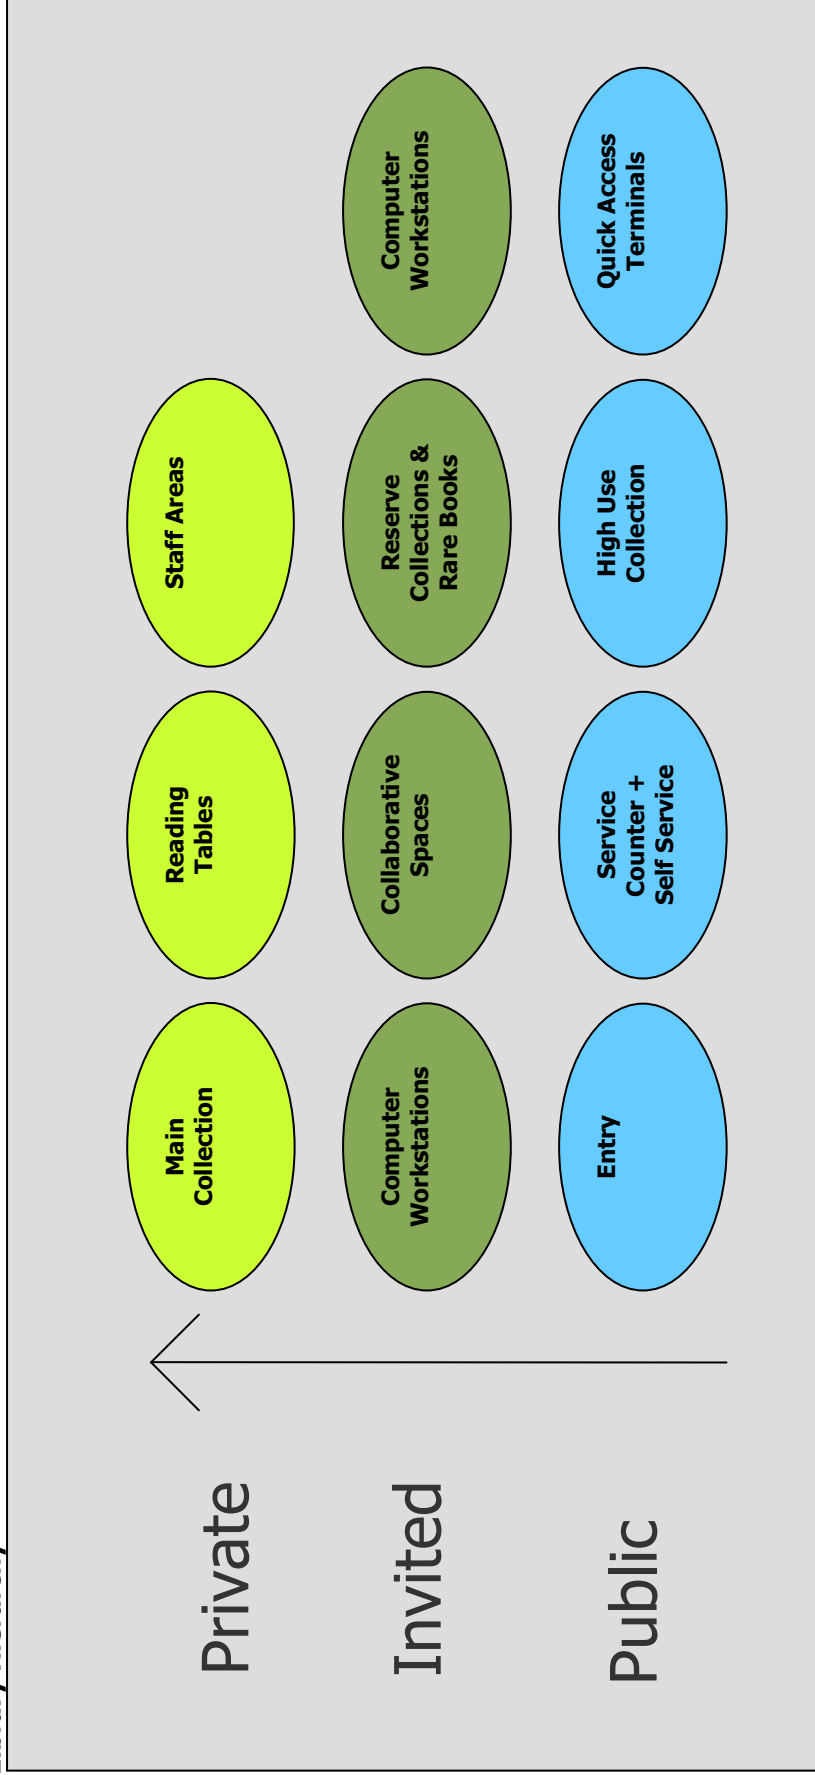 Private
Main
Collection
Reading
Tables
Staff Areas
Invited
Computer
Workstations
Collaborative
Spaces
Reserve
Collections &
Rare Books
Computer
Workstations
Public
Entry
Service
Counter +
Self Service
High Use
Collection
Quick Access
Terminals